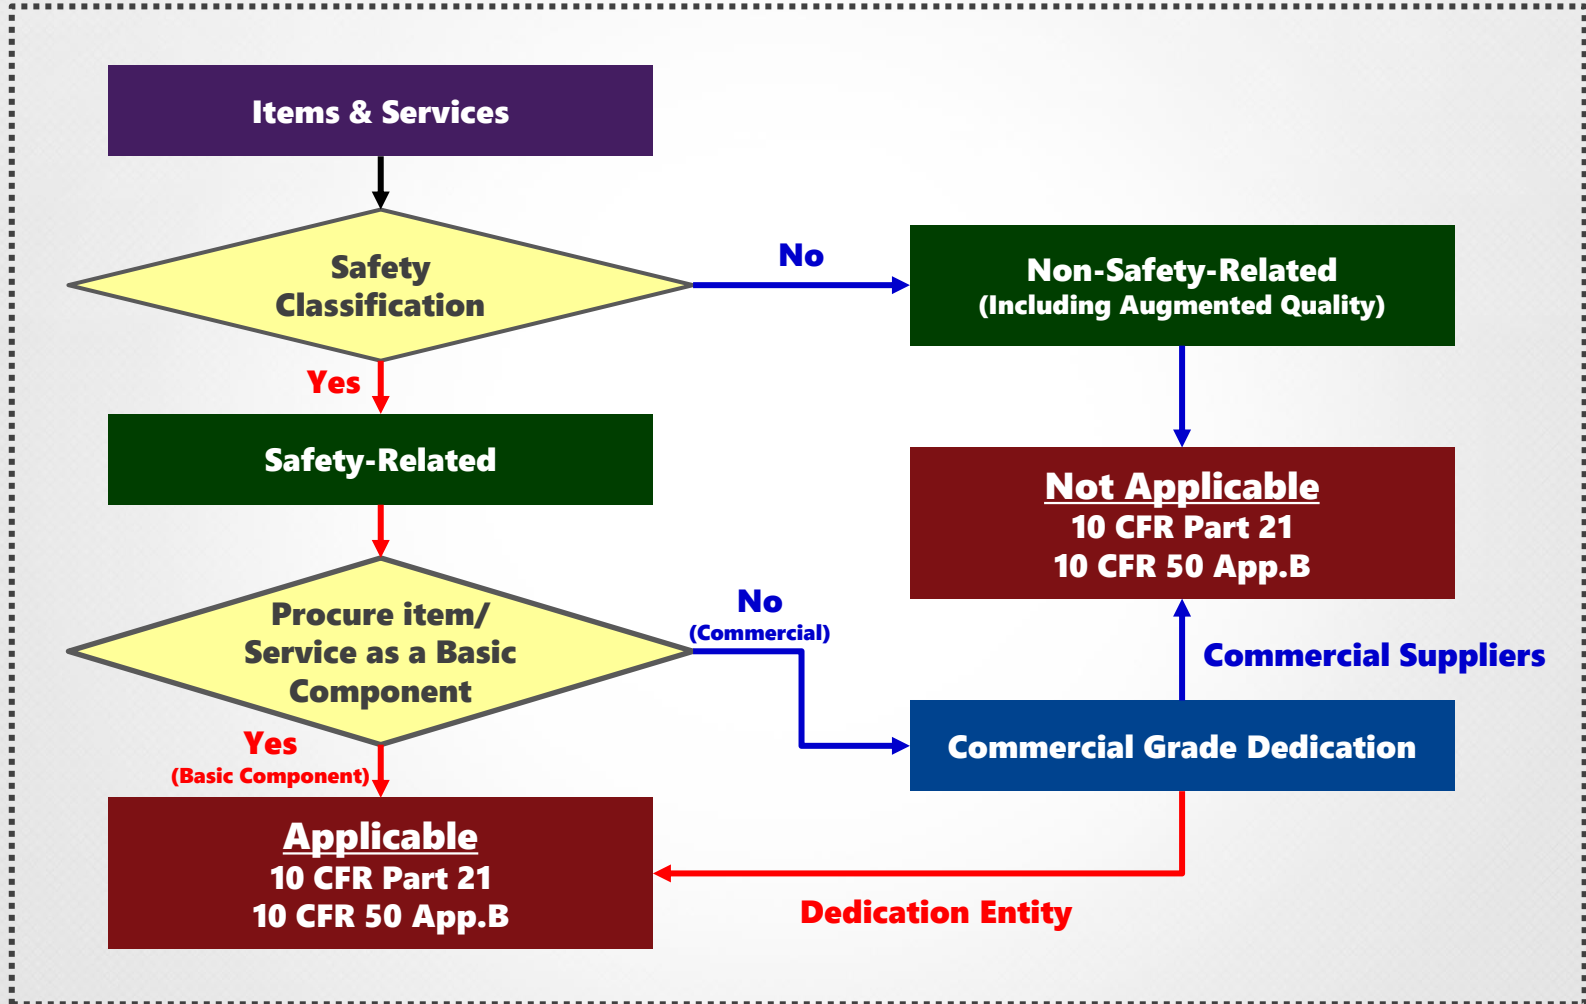 Items & Services
Safety
Classification
No
Non-Safety-Related
(Including Augmented Quality)
Yes
Safety-Related
Not Applicable
10 CFR Part 21
10 CFR 50 App.B
Procure item/
Service as a Basic
Component
No
(Commercial)
Commercial Suppliers
Yes
(Basic Component)
Commercial Grade Dedication
Applicable
10 CFR Part 21
10 CFR 50 App.B
Dedication Entity